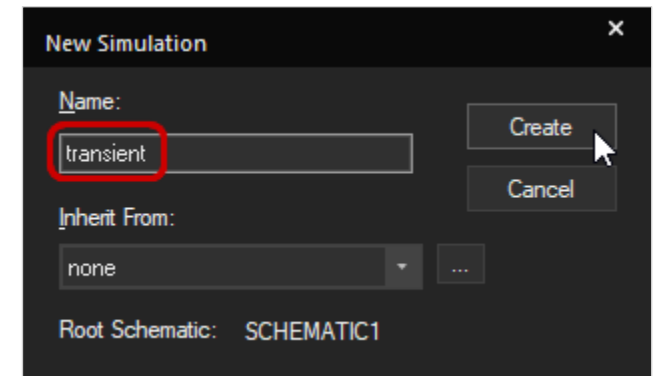 New Simulation ×
Name:
transient
Create
Cancel
Inherit From:
none ...
Root Schematic: SCHEMATIC1